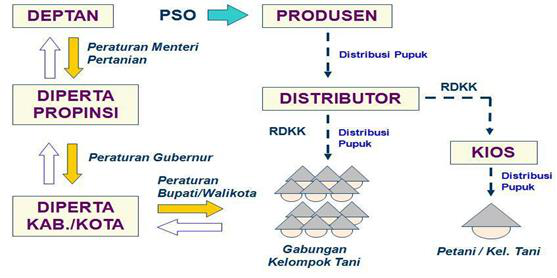 DEPTAN
PSO
PRODUSEN
Peraturan Menteri
Pertanian
Distribusi Pupuk
DIPERTA
PROPINSI
DISTRIBUTOR
RDKK
RDKK
Distribusi
Pupuk
KIOS
Peraturan Gubernur
Distribusi
Pupuk
DIPERTA
KAB./KOTA
Peraturan
Bupati/Walikota
Gabungan
Kelompok Tani
Petani / Kel. Tani